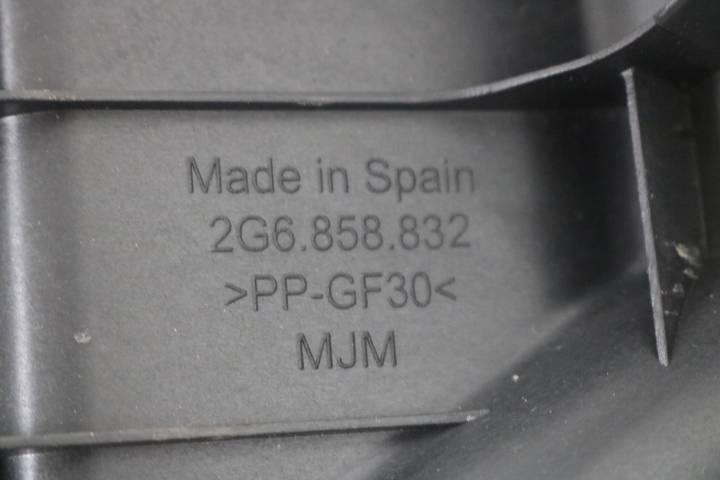 Made in Spain
2G6.858.832
>PP-GF30<
MJM